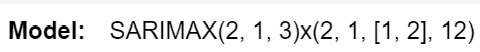 Model: SARIMAX(2, 1, 3)x(2, 1, [1, 2], 12)